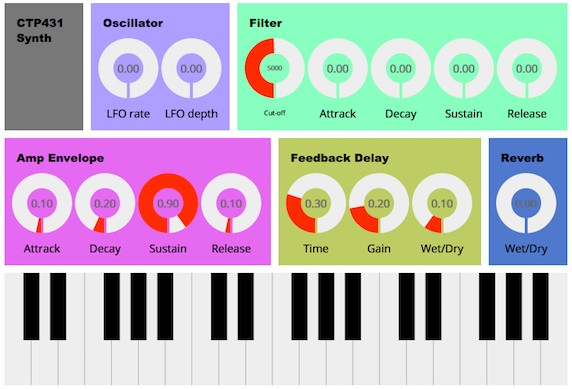 CTP431
Synth
Oscillator
0.00 0.00
LFO rate LFO depth
Filter
5000 0.00 0.00 0.00 0.00
Cut-off Attrack Decay Sustain Release
Amp Envelope
0.10 0.20 0.90 0.10
Attrack Decay Sustain Release
Feedback Delay
0.30 0.20 0.10
Time Gain Wet/Dry
Reverb
0.00
Wet/Dry